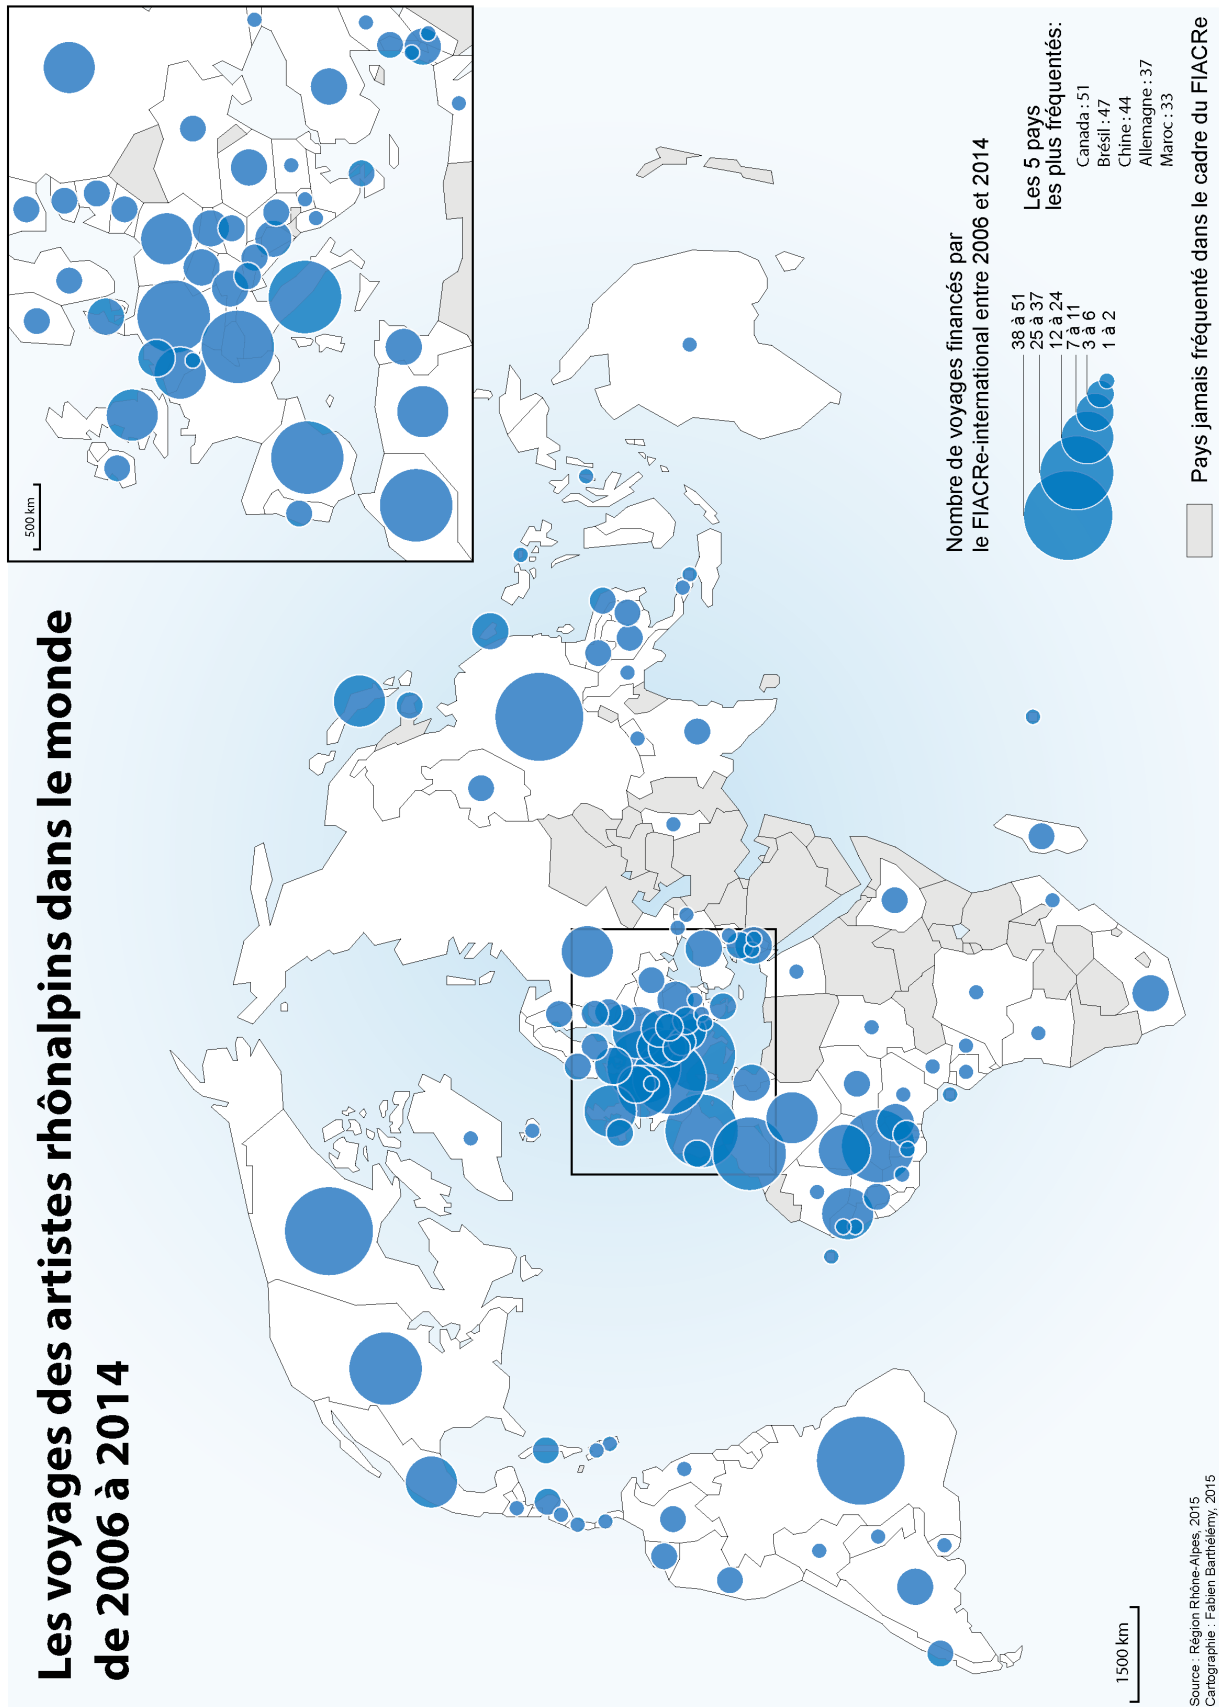 Les voyages des artistes rhônalpins dans le monde
de 2006 à 2014
500 km
Nombre de voyages financés par
le FIACRe-international entre 2006 et 2014
38 à 51
25 à 37
12 à 24
7 à 11
3 à 6
1 à 2
Les 5 pays
les plus fréquentés:
Canada : 51
Brésil : 47
Chine : 44
Allemagne : 37
Maroc : 33
Pays jamais fréquenté dans le cadre du FIACRe
1500 km
Source : Région Rhône-Alpes, 2015
Cartographie : Fabien Barthélémy, 2015